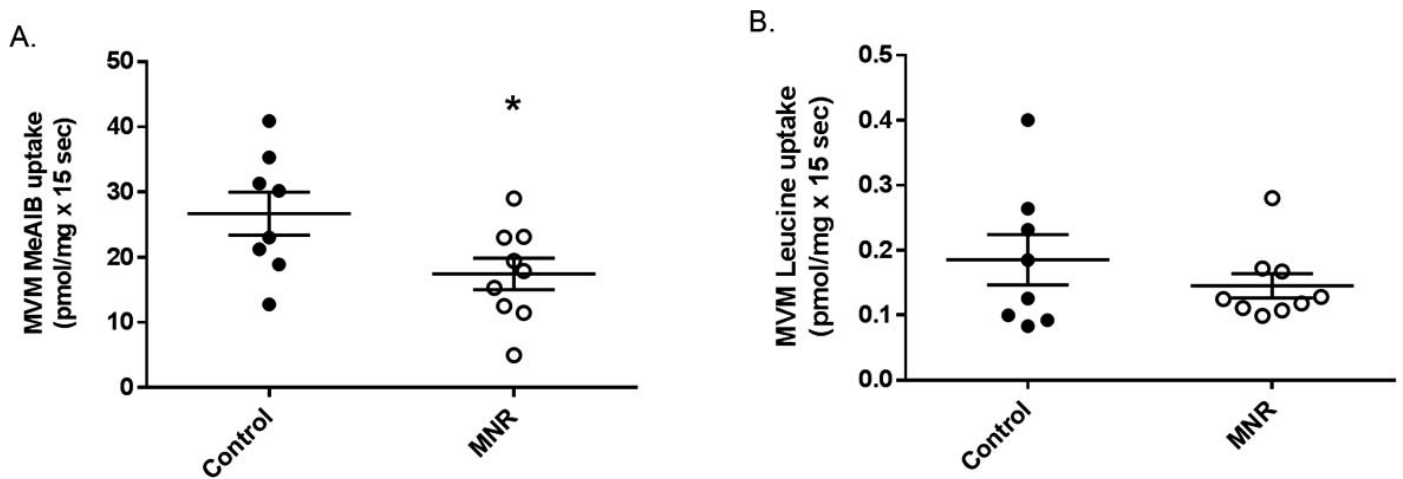 A.
MVM MeAIB uptake
(pmol/mg x 15 sec)
50
40
30
20
10
0
*
Control
MNR
B.
MVM Leucine uptake
(pmol/mg x 15 sec)
0.5
0.4
0.3
0.2
0.1
0.0
Control
MNR